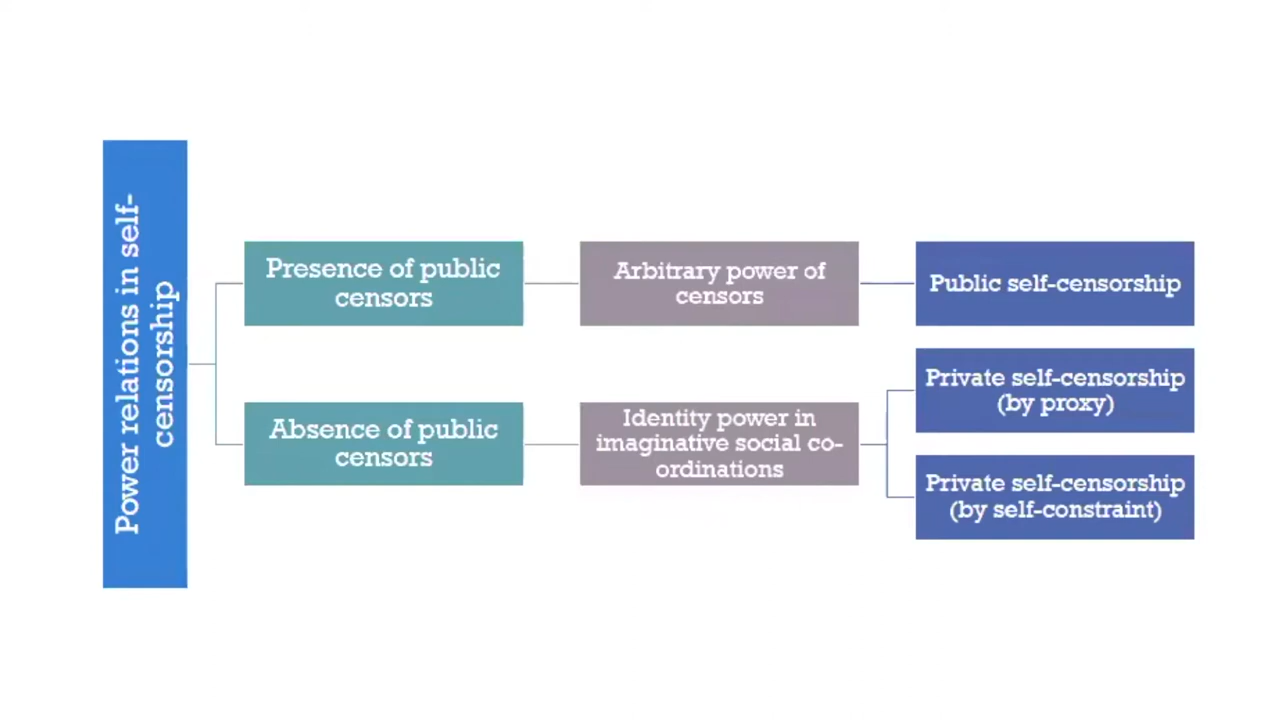 Power relations in self-
censorship
Presence of public
censors
Arbitrary power of
censors
Public self-censorship
Absence of public
censors
Identity power in
imaginative social co-
ordinations
Private self-censorship
(by proxy)
Private self-censorship
(by self-constraint)